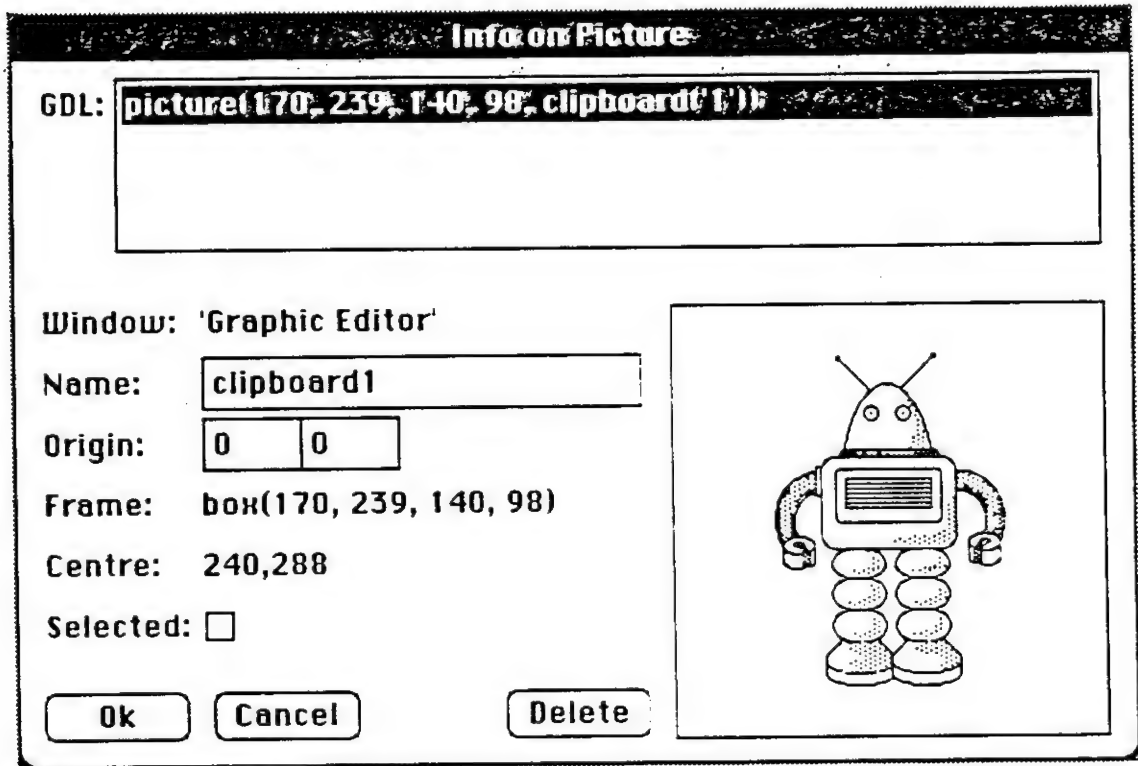 Info on Picture
GDL: picture(170, 239, 140, 98, clipboard('1'));
Window: 'Graphic Editor'
Name: clipboard1
Origin: 0 0
Frame: box(170, 239, 140, 98)
Centre: 240,288
Selected:
Ok Cancel Delete